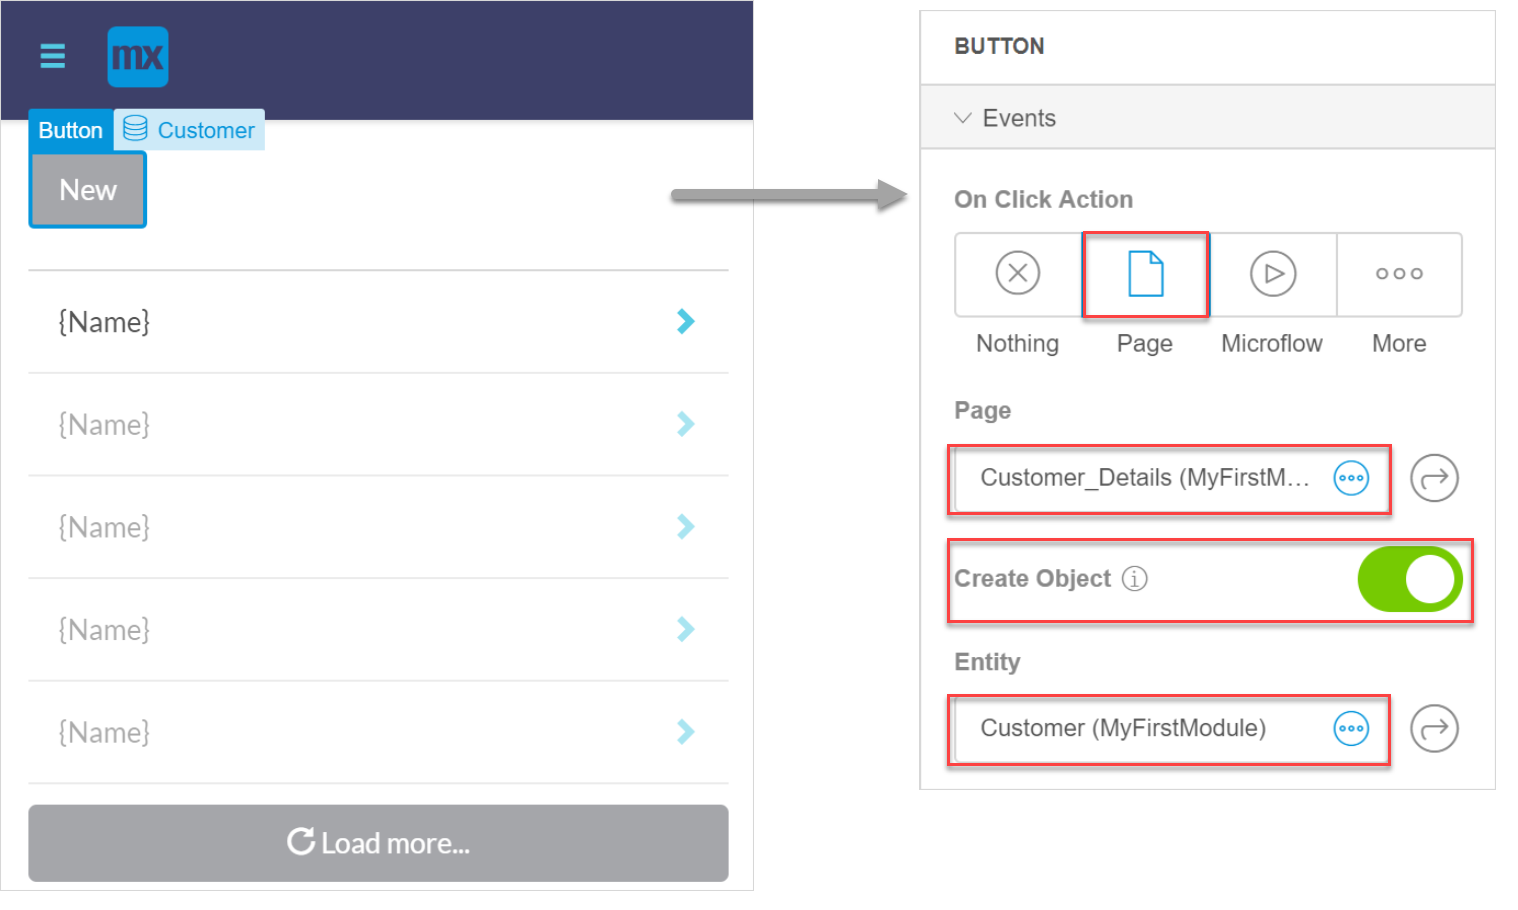 mx
Button
Customer
New
{Name}
{Name}
{Name}
{Name}
{Name}
Load more...
BUTTON
Events
On Click Action
Nothing
Page
Microflow
More
Page
Customer_Details (MyFirstM...
Create Object
Entity
Customer (MyFirstModule)